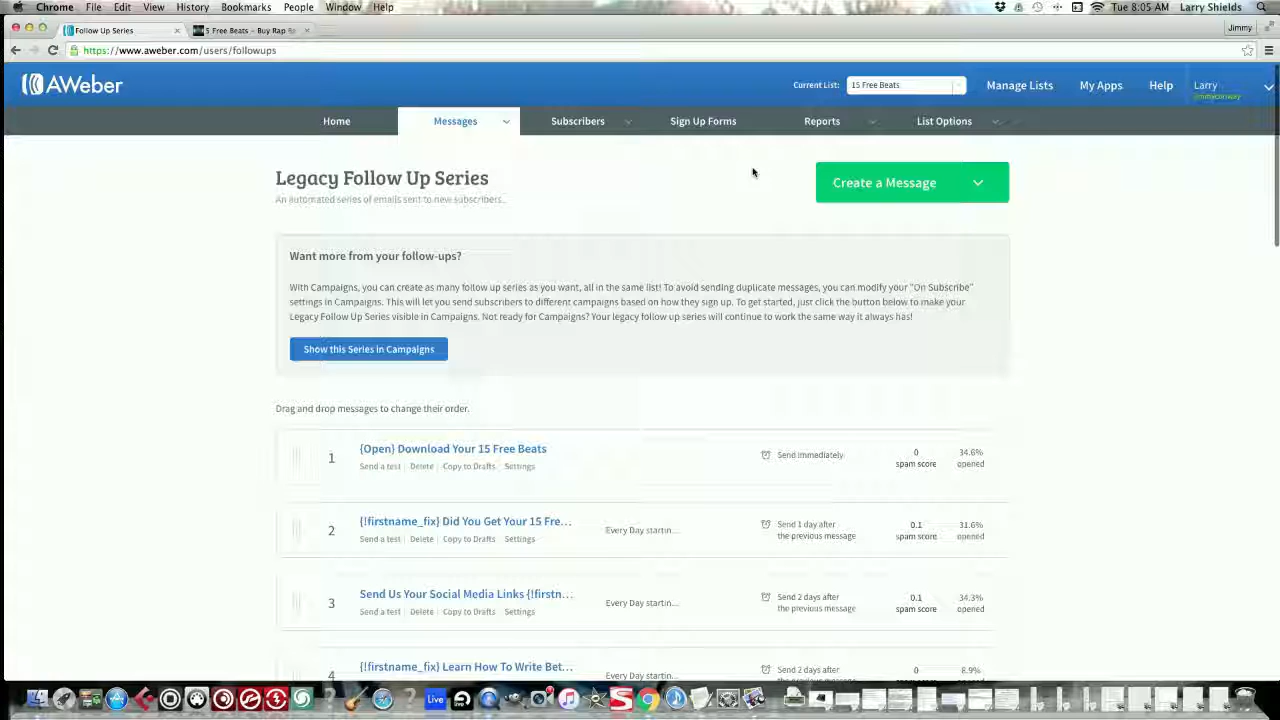 Chrome File Edit View History Bookmarks People Window Help Tue 8:05 AM Larry Shields
Follow Up Series 5 Free Beats – Buy Rap Be Jimmy
https://www.aweber.com/users/followups
AWeber Current List: 15 Free Beats Manage Lists My Apps Help Larry
Home Messages Subscribers Sign Up Forms Reports List Options
Legacy Follow Up Series Create a Message
An automated series of emails sent to new subscribers.
Want more from your follow-ups?
With Campaigns, you can create as many follow up series as you want, all in the same list! To avoid sending duplicate messages, you can modify your "On Subscribe"
settings in Campaigns. This will let you send subscribers to different campaigns based on how they sign up. To get started, just click the button below to make your
Legacy Follow Up Series visible in Campaigns. Not ready for Campaigns? Your legacy follow up series will continue to work the same way it always has!
Show this Series in Campaigns
Drag and drop messages to change their order.
1 {Open} Download Your 15 Free Beats Send Immediately 0 34.6%
Send a test Delete Copy to Drafts Settings spam score opened
2 {!firstname_fix} Did You Get Your 15 Fre... Every Day startin... Send 1 day after 0.1 31.6%
Send a test Delete Copy to Drafts Settings the previous message spam score opened
3 Send Us Your Social Media Links {!firstn... Every Day startin... Send 2 days after 0.1 34.3%
Send a test Delete Copy to Drafts Settings the previous message spam score opened
4 {!firstname_fix} Learn How To Write Bet... Every Day startin... Send 2 days after 0 8.9%
the previous message spam score opened
Live